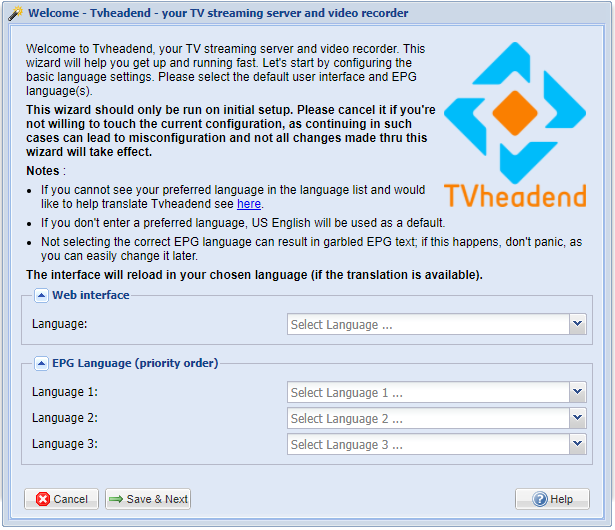 Welcome - Tvheadend - your TV streaming server and video recorder
Welcome to Tvheadend, your TV streaming server and video recorder. This
wizard will help you get up and running fast. Let's start by configuring the
basic language settings. Please select the default user interface and EPG
language(s).
This wizard should only be run on initial setup. Please cancel it if you're
not willing to touch the current configuration, as continuing in such
cases can lead to misconfiguration and not all changes made thru this
wizard will take effect.
Notes :
• If you cannot see your preferred language in the language list and would
like to help translate Tvheadend see here.
• If you don't enter a preferred language, US English will be used as a default.
• Not selecting the correct EPG language can result in garbled EPG text; if this happens, don't panic, as
you can easily change it later.
The interface will reload in your chosen language (if the translation is available).
TVheadend
Web interface
Language: Select Language ...
EPG Language (priority order)
Language 1: Select Language 1 ...
Language 2: Select Language 2 ...
Language 3: Select Language 3 ...
Cancel Save & Next Help